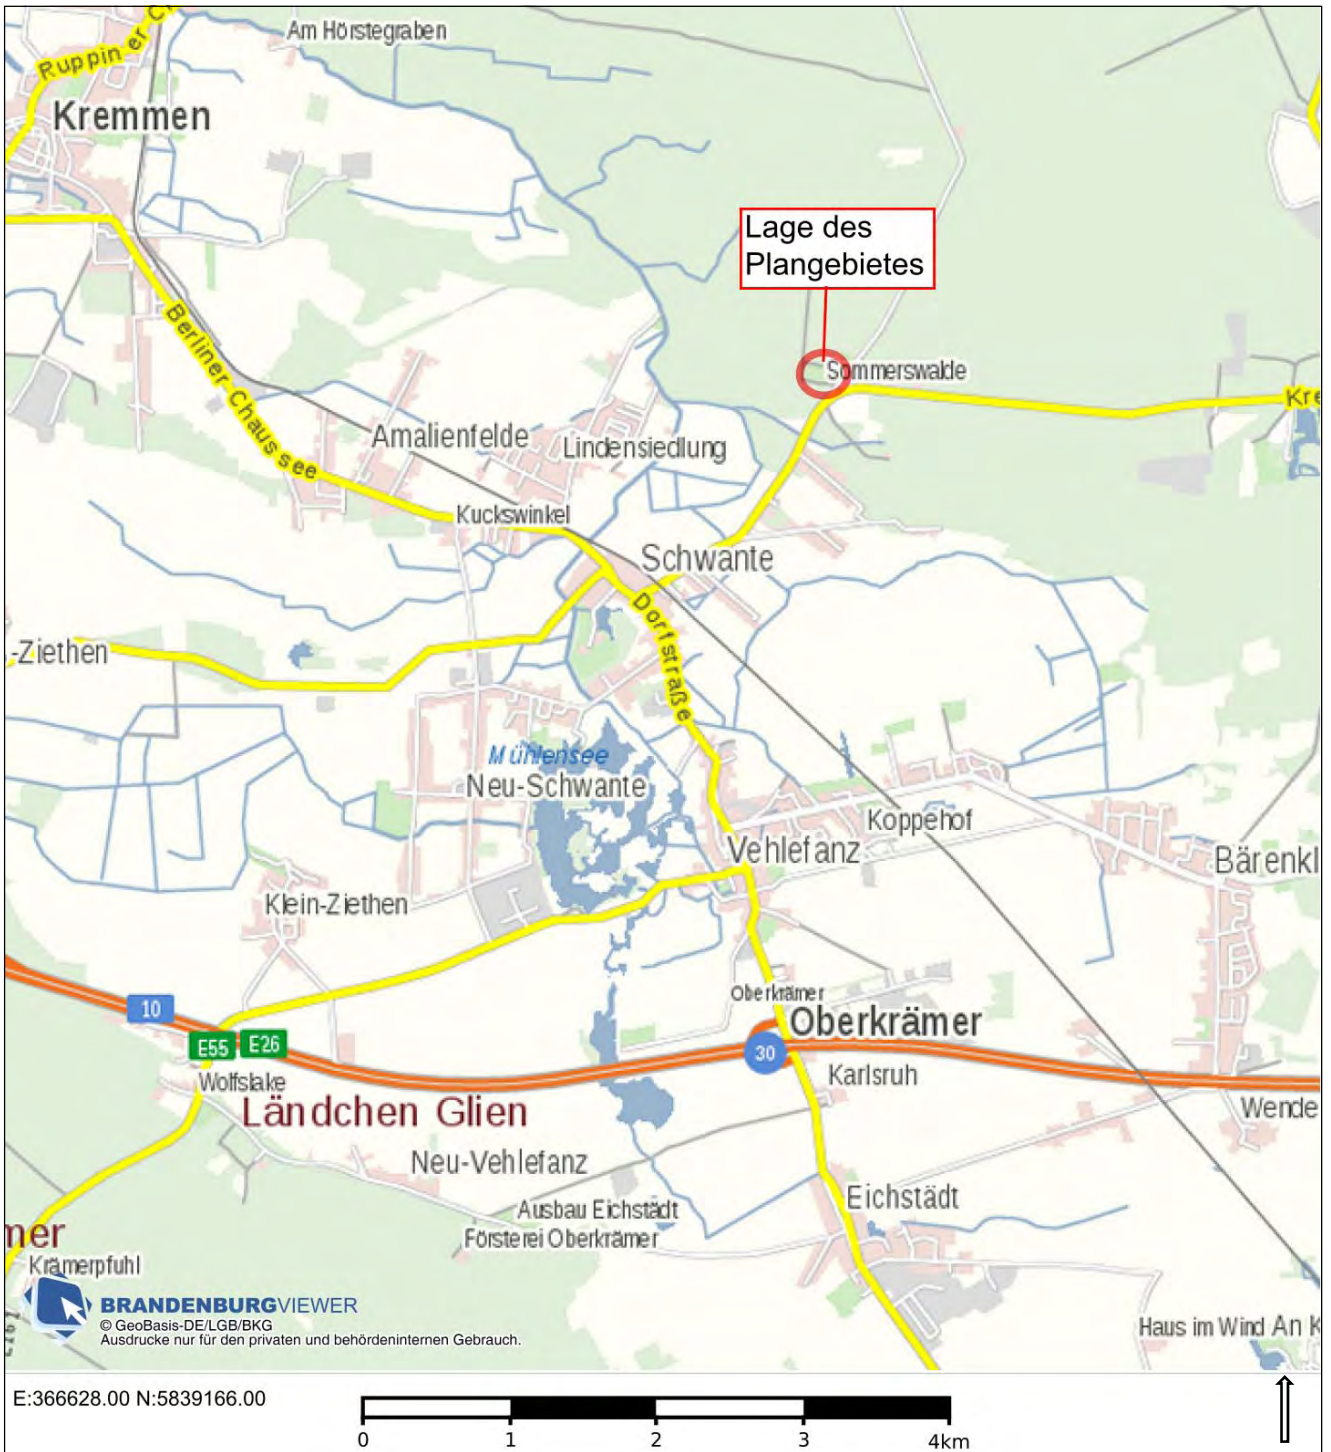 Am Hörstegraben
Ruppiner C
Kremmen
Lage des
Plangebietes
Sommerswalde
Kre
Berliner-Chaussee
Amalienfelde
Lindensiedlung
Kuckswinkel
Schwante
Dorfstraße
-Ziethen
Mühlensee
Neu-Schwante
Koppehof
Vehlefanz
Bärenkl
Klein-Ziethen
Oberkrämer
10
Oberkrämer
E55
E26
30
Wolfslake
Karlsruh
Ländchen Glien
Wende
Neu-Vehlefanz
Eichstädt
Ausbau Eichstädt
Försterei Oberkrämer
mer
Krämerpfuhl
BRANDENBURGVIEWER
© GeoBasis-DE/LGB/BKG
Ausdrucke nur für den privaten und behördeninternen Gebrauch.
Haus im Wind
An K
E:366628.00 N:5839166.00
0 1 2 3 4km